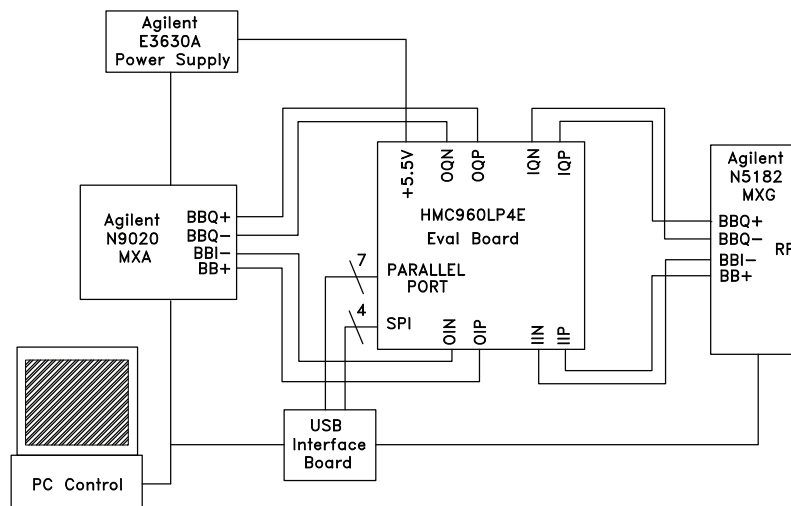 Agilent
E3630A
Power Supply
+5.5V
OQN
OQP
IQN
IQP
Agilent
N9020
MXA
BBQ+
BBQ−
BBI−
BB+
HMC960LP4E
Eval Board
7
PARALLEL
PORT
4
SPI
OIN
OIP
IIN
IIP
Agilent
N5182
MXG
BBQ+
BBQ−
BBI−
BB+
USB
Interface
Board
PC Control